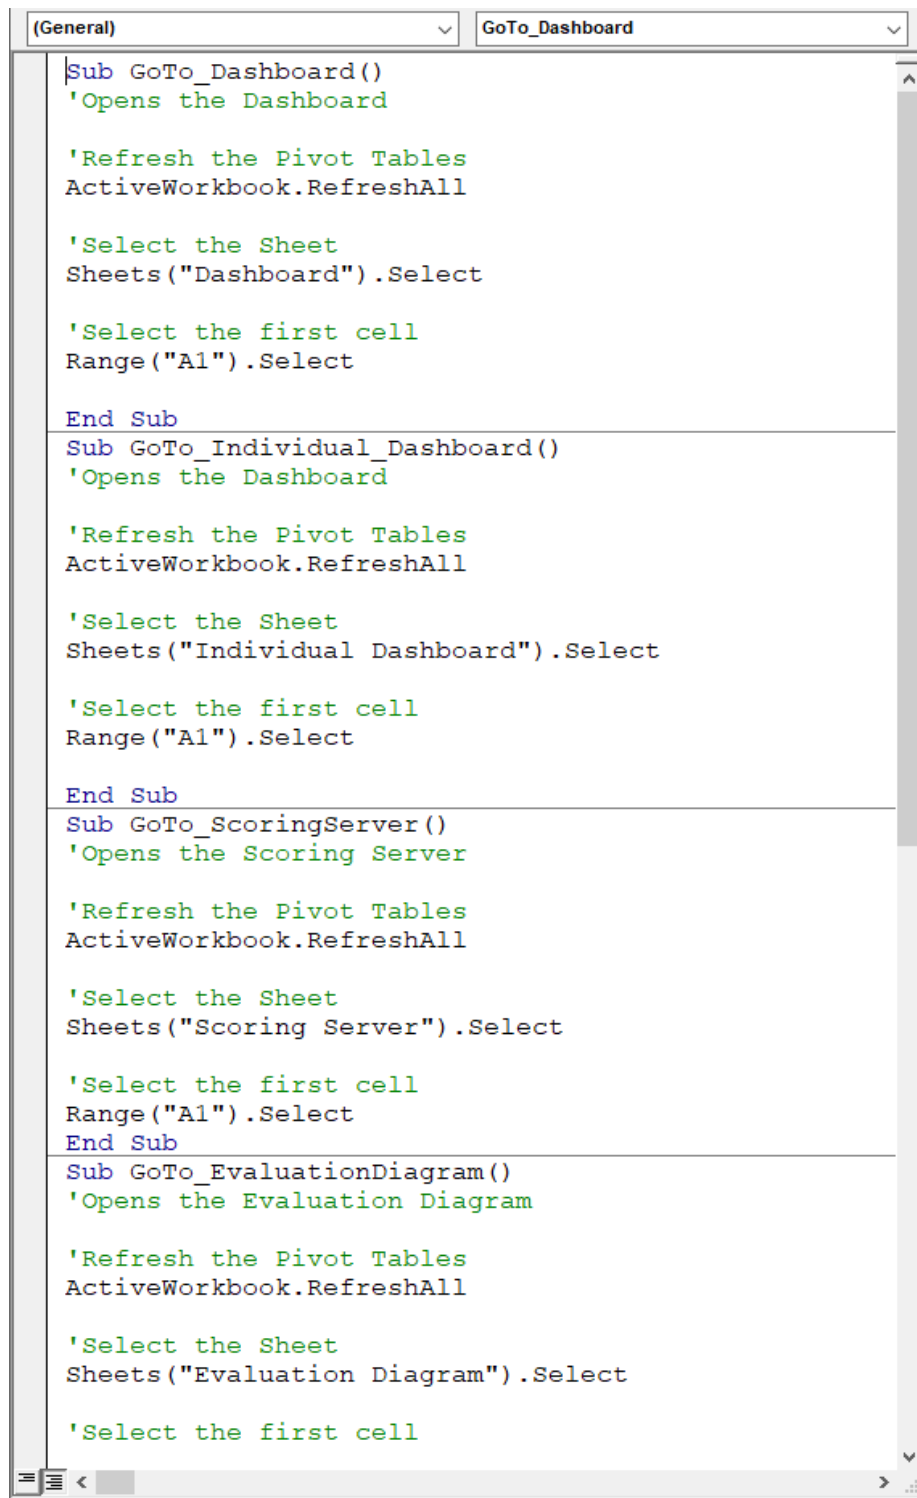 (General)
GoTo_Dashboard
Sub GoTo_Dashboard()
'Opens the Dashboard
'Refresh the Pivot Tables
ActiveWorkbook.RefreshAll
'Select the Sheet
Sheets("Dashboard").Select
'Select the first cell
Range("A1").Select
End Sub
Sub GoTo_Individual_Dashboard()
'Opens the Dashboard
'Refresh the Pivot Tables
ActiveWorkbook.RefreshAll
'Select the Sheet
Sheets("Individual Dashboard").Select
'Select the first cell
Range("A1").Select
End Sub
Sub GoTo_ScoringServer()
'Opens the Scoring Server
'Refresh the Pivot Tables
ActiveWorkbook.RefreshAll
'Select the Sheet
Sheets("Scoring Server").Select
'Select the first cell
Range("A1").Select
End Sub
Sub GoTo_EvaluationDiagram()
'Opens the Evaluation Diagram
'Refresh the Pivot Tables
ActiveWorkbook.RefreshAll
'Select the Sheet
Sheets("Evaluation Diagram").Select
'Select the first cell